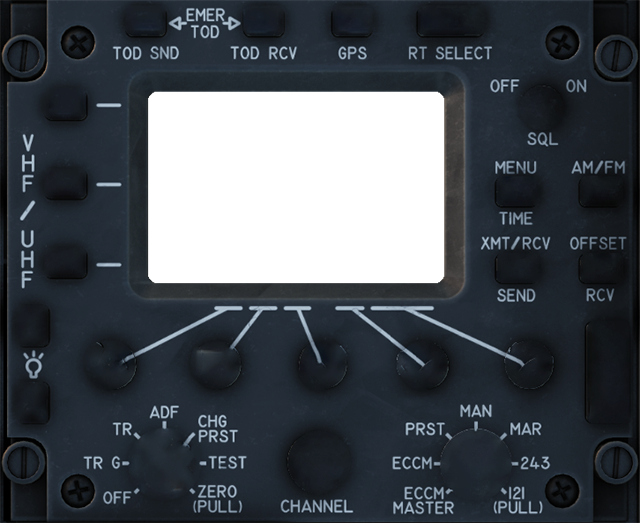 EMER
TOD
TOD SND
TOD RCV
GPS
RT SELECT
OFF
ON
SQL
VHF/UHF
MENU
AM/FM
TIME
XMT/RCV
OFFSET
SEND
RCV
ADF
TR
CHG
PRST
TR G
TEST
OFF
ZERO
(PULL)
CHANNEL
MAN
PRST
MAR
ECCM
243
ECCM
MASTER
121
(PULL)